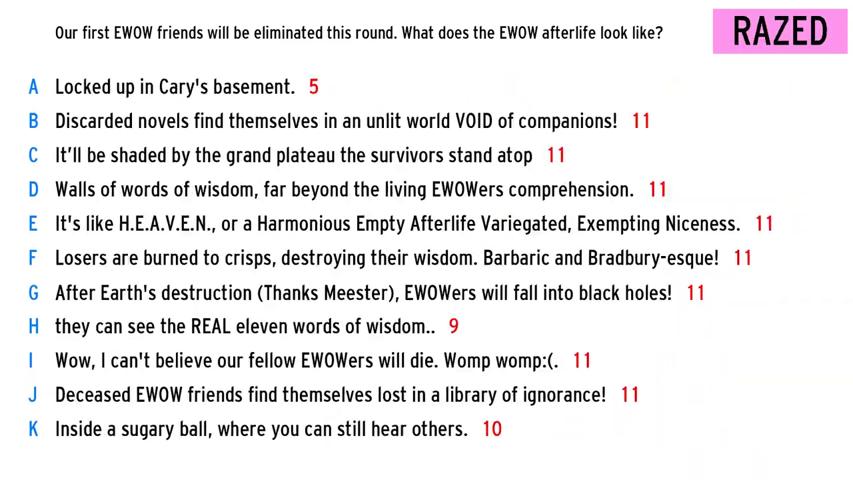 Our first EWOW friends will be eliminated this round. What does the EWOW afterlife look like?
RAZED
A Locked up in Cary's basement. 5
B Discarded novels find themselves in an unlit world VOID of companions! 11
C It’ll be shaded by the grand plateau the survivors stand atop 11
D Walls of words of wisdom, far beyond the living EWOWers comprehension. 11
E It's like H.E.A.V.E.N., or a Harmonious Empty Afterlife Variegated, Exempting Niceness. 11
F Losers are burned to crisps, destroying their wisdom. Barbaric and Bradbury-esque! 11
G After Earth's destruction (Thanks Meester), EWOWers will fall into black holes! 11
H they can see the REAL eleven words of wisdom.. 9
I Wow, I can't believe our fellow EWOWers will die. Womp womp:(. 11
J Deceased EWOW friends find themselves lost in a library of ignorance! 11
K Inside a sugary ball, where you can still hear others. 10